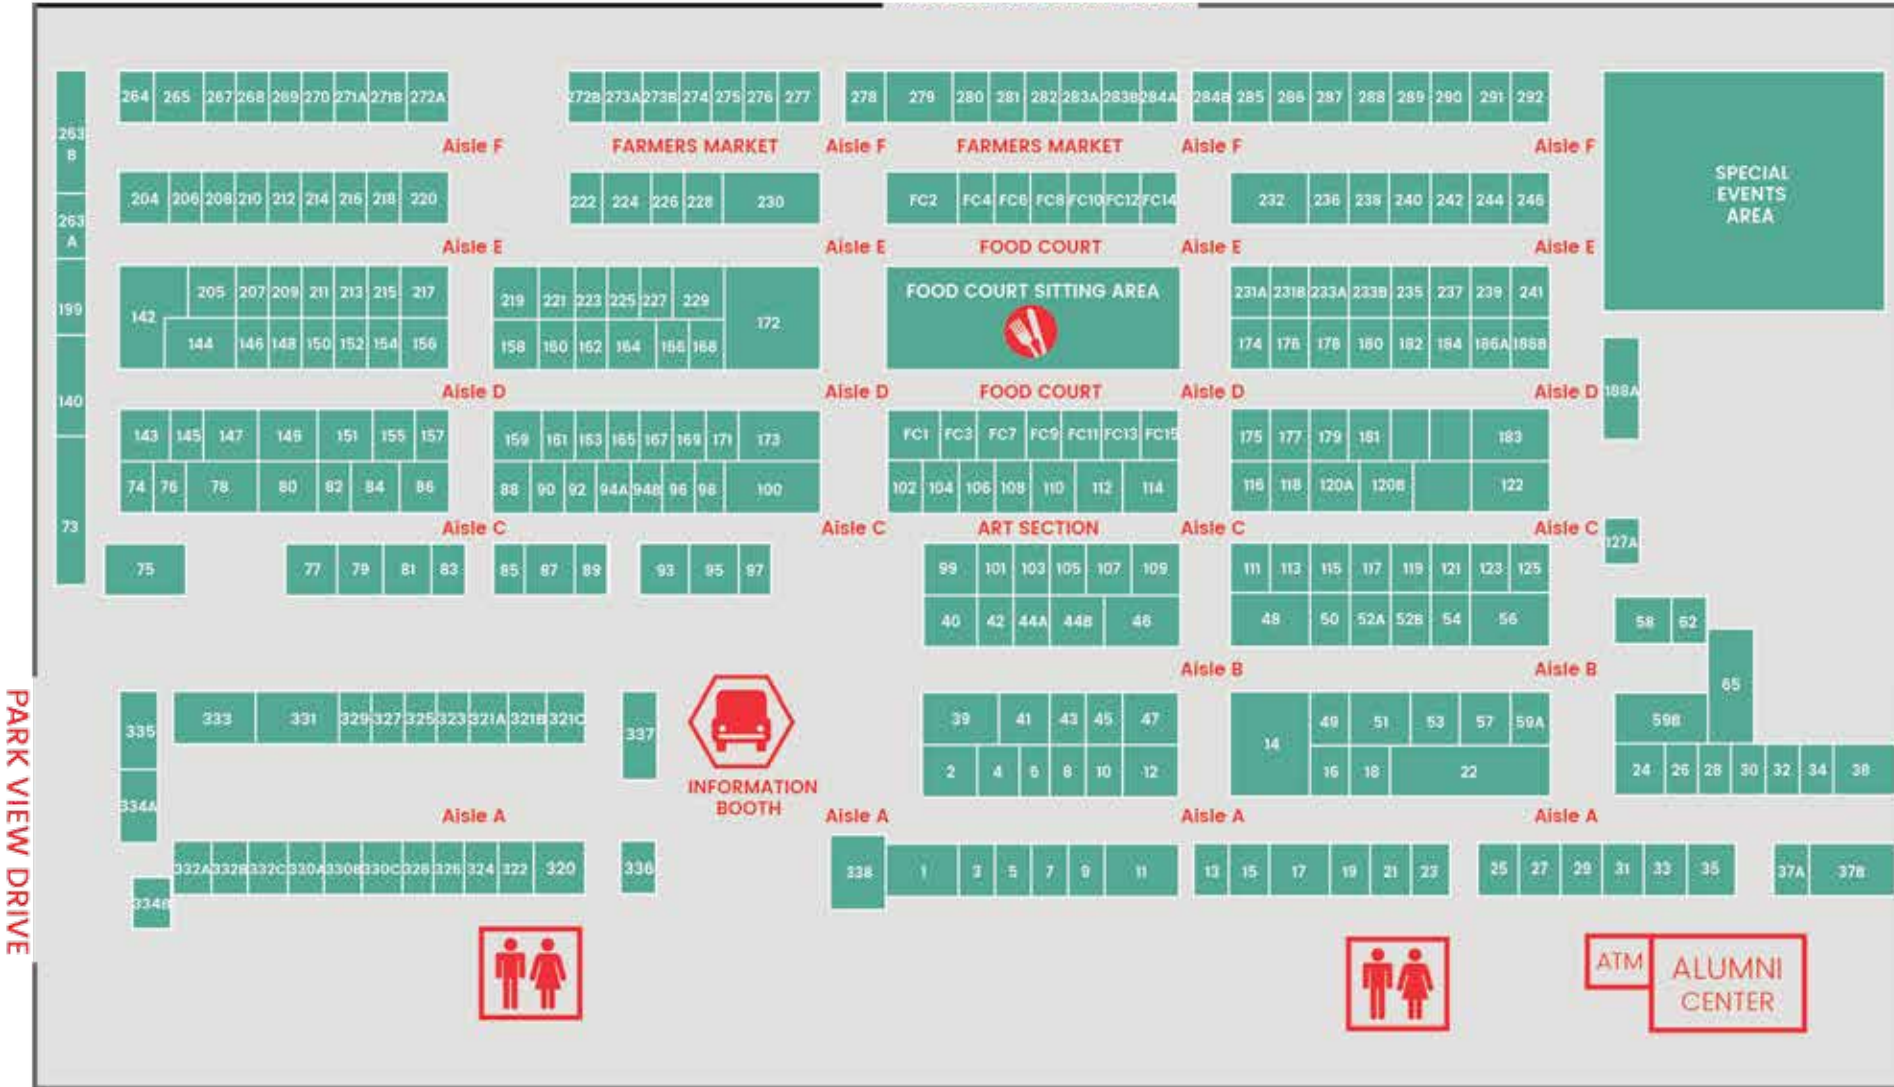 264 265 267 268 269 270 271A 271B 272A 272B 273A 273B 274 275 276 277 278 279 280 281 282 283A 283B 284A 284B 285 286 287 288 289 290 291 292
263
B
Aisle F FARMERS MARKET Aisle F FARMERS MARKET Aisle F Aisle F
SPECIAL
EVENTS
AREA
204 206 208 210 212 214 216 218 220 222 224 226 228 230 FC2 FC4 FC6 FC8 FC10 FC12 FC14 232 236 238 240 242 244 246
263
A
Aisle E Aisle E FOOD COURT Aisle E Aisle E
142 205 207 209 211 213 215 217 219 221 223 225 227 229 172 FOOD COURT SITTING AREA 231A 231B 233A 233B 235 237 239 241
199
144 146 148 150 152 154 156 158 160 162 164 166 168 174 176 178 180 182 184 186A 186B
Aisle D Aisle D FOOD COURT Aisle D Aisle D 188A
140
143 145 147 149 151 155 157 159 161 163 165 167 169 171 173 FC1 FC3 FC7 FC9 FC11 FC13 FC15 175 177 179 181 183
74 76 78 80 82 84 86 88 90 92 94A 94B 96 98 100 102 104 106 108 110 112 114 116 118 120A 120B 122
73
Aisle C Aisle C ART SECTION Aisle C Aisle C 127A
75 77 79 81 83 85 87 89 93 95 97 99 101 103 105 107 109 111 113 115 117 119 121 123 125
40 42 44A 44B 46 48 50 52A 52B 54 56 58 62
Aisle B Aisle B
65
335 333 331 329 327 325 323 321A 321B 321C 337 39 41 43 45 47 14 49 51 53 57 59A 59B
2 4 6 8 10 12 16 18 22 24 26 28 30 32 34 38
INFORMATION
BOOTH
334A
Aisle A Aisle A Aisle A Aisle A
332A 332B 332C 330A 330B 330C 328 326 324 322 320 336 338 1 3 5 7 9 11 13 15 17 19 21 23 25 27 29 31 33 35 37A 37B
334B
ATM
ALUMNI
CENTER
PARK VIEW DRIVE